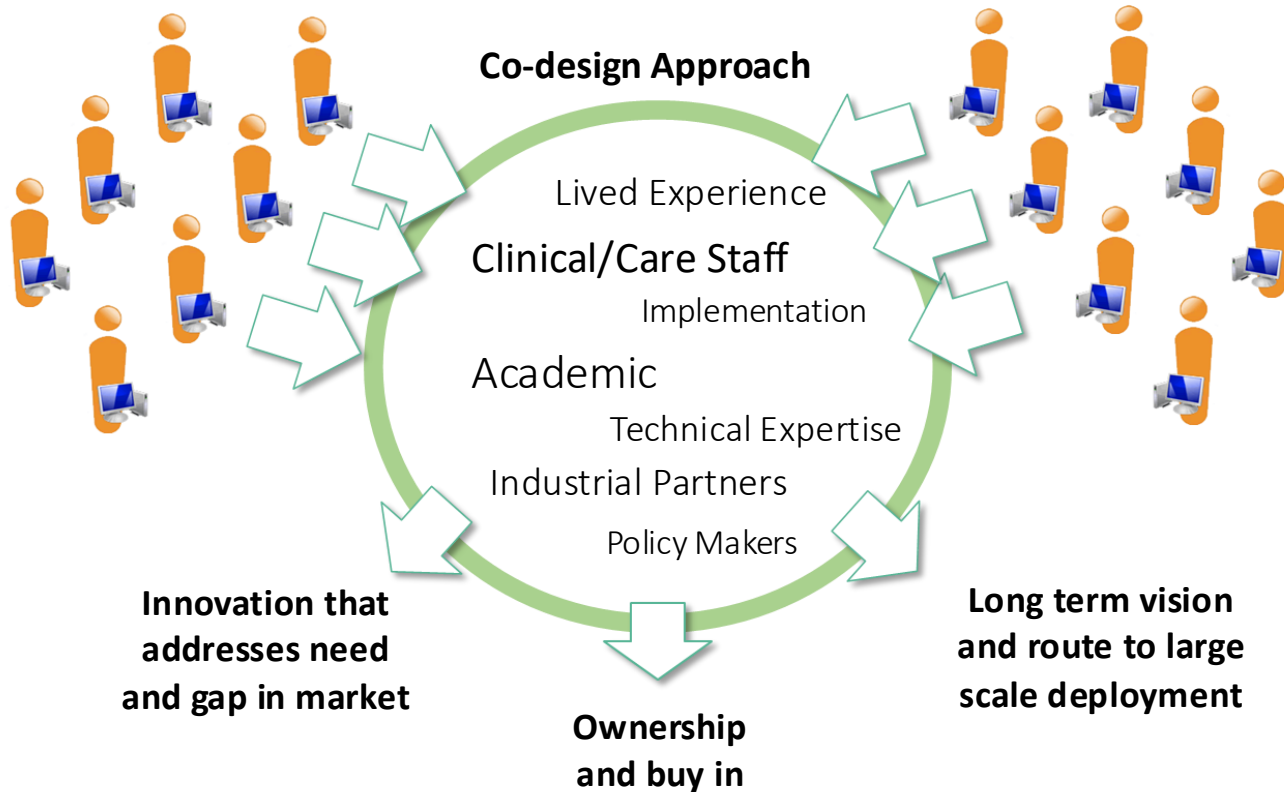 Co-design Approach
Lived Experience
Clinical/Care Staff
Implementation
Academic
Technical Expertise
Industrial Partners
Policy Makers
Innovation that
addresses need
and gap in market
Ownership
and buy in
Long term vision
and route to large
scale deployment